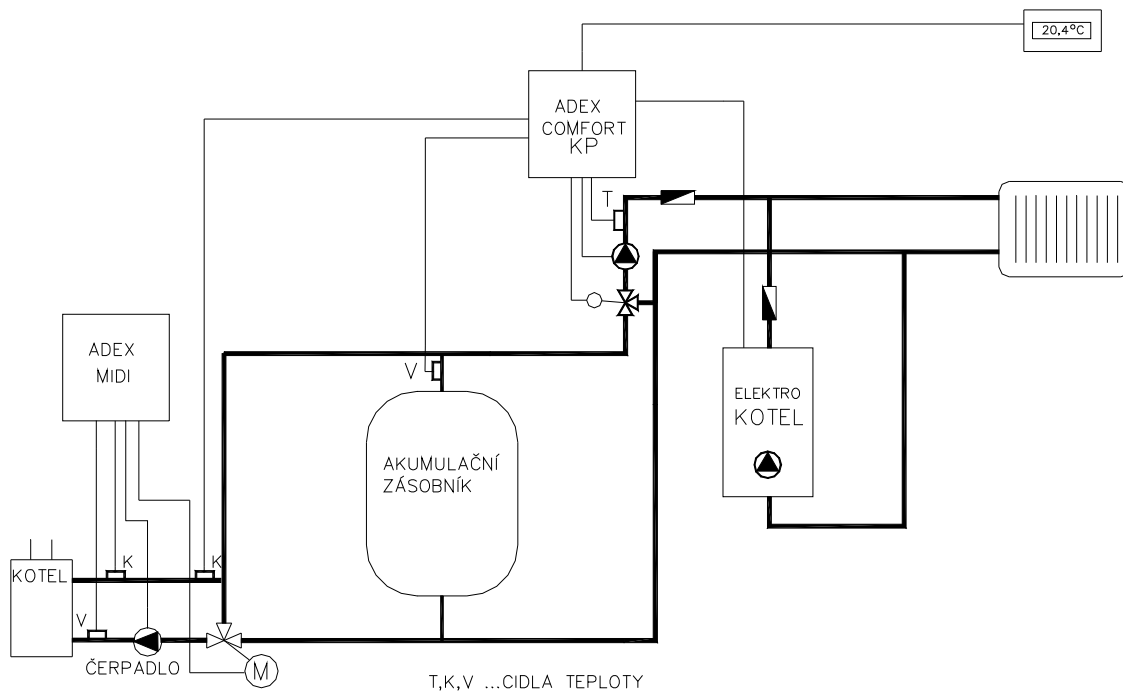 20,4°C
ADEX
COMFORT
KP
T
ADEX
MIDI
V
ELEKTRO
KOTEL
AKUMULAČNÍ
ZÁSOBNÍK
K
K
KOTEL
V
ČERPADLO
M
T,K,V ...CIDLA TEPLOTY